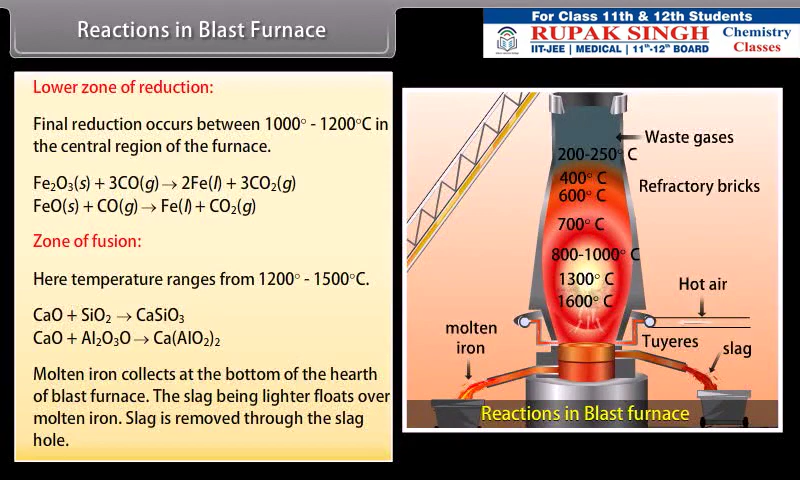 Reactions in Blast Furnace
For Class 11th & 12th Students
RUPAK SINGH
Chemistry
Classes
IIT-JEE | MEDICAL | 11ᵗʰ-12ᵗʰ BOARD
Lower zone of reduction:
Final reduction occurs between 1000° - 1200°C in
the central region of the furnace.
Fe₂O₃(s) + 3CO(g) → 2Fe(l) + 3CO₂(g)
FeO(s) + CO(g) → Fe(l) + CO₂(g)
Zone of fusion:
Here temperature ranges from 1200° - 1500°C.
CaO + SiO₂ → CaSiO₃
CaO + Al₂O₃O → Ca(AlO₂)₂
Molten iron collects at the bottom of the hearth
of blast furnace. The slag being lighter floats over
molten iron. Slag is removed through the slag
hole.
Waste gases
200-250° C
400° C
600° C
Refractory bricks
700° C
800-1000° C
1300° C
1600° C
Hot air
molten
iron
Tuyeres
slag
Reactions in Blast furnace